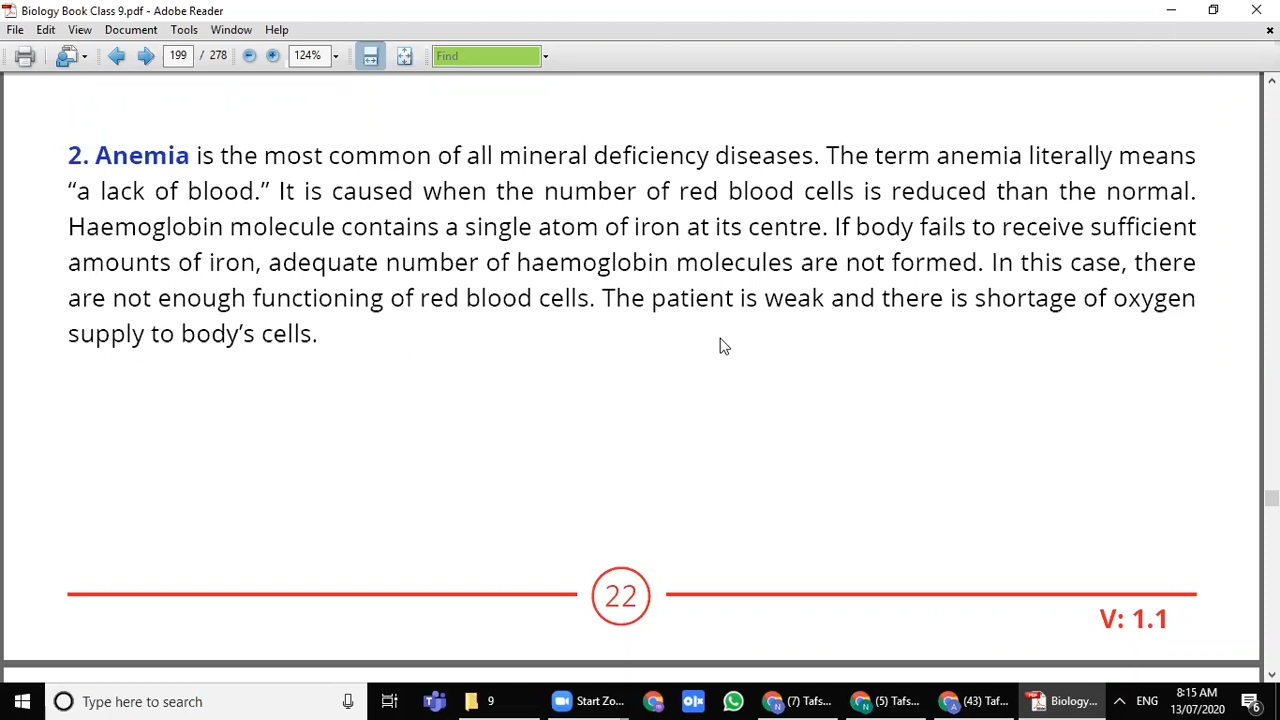 Biology Book Class 9.pdf - Adobe Reader
File Edit View Document Tools Window Help
199 / 278 124% Find
2. Anemia is the most common of all mineral deficiency diseases. The term anemia literally means
“a lack of blood.” It is caused when the number of red blood cells is reduced than the normal.
Haemoglobin molecule contains a single atom of iron at its centre. If body fails to receive sufficient
amounts of iron, adequate number of haemoglobin molecules are not formed. In this case, there
are not enough functioning of red blood cells. The patient is weak and there is shortage of oxygen
supply to body’s cells.
22
V: 1.1
Type here to search 9 Start Zo... (7) Tafs... (5) Tafs... (43) Taf... Biology... ENG 8:15 AM
13/07/2020 6